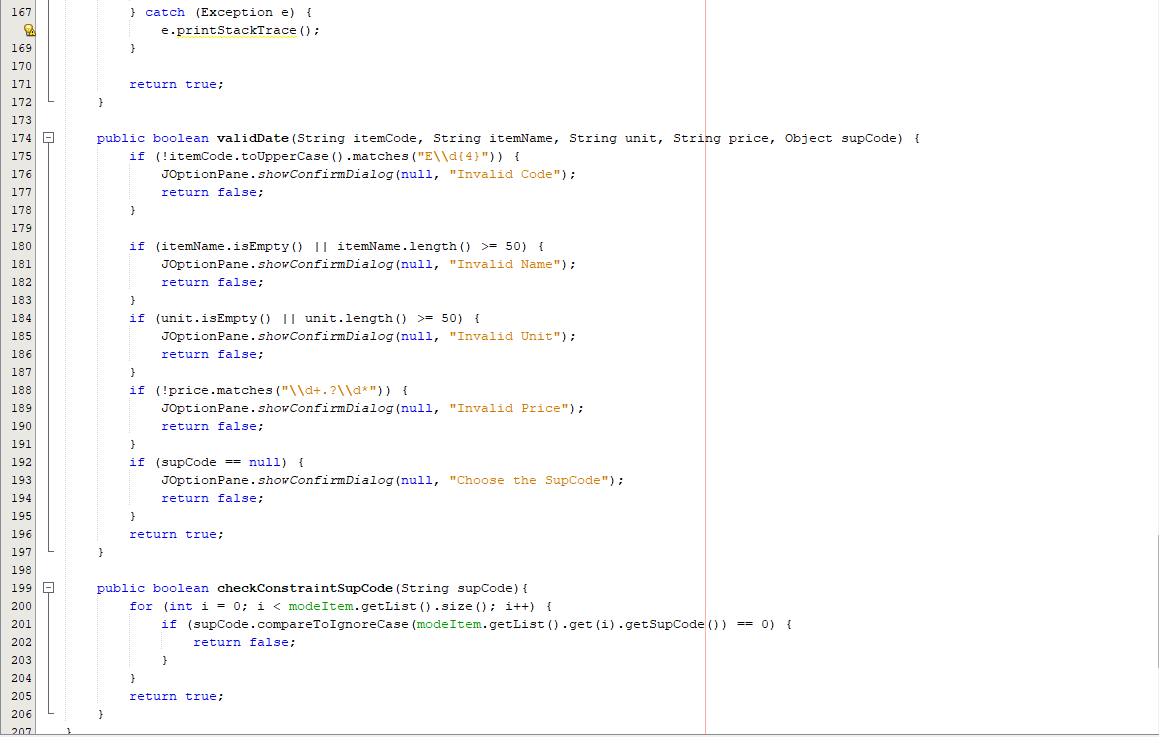 167            } catch (Exception e) {
                e.printStackTrace();
169            }
170
171            return true;
172        }
173
174        public boolean validDate(String itemCode, String itemName, String unit, String price, Object supCode) {
175            if (!itemCode.toUpperCase().matches("E\\d{4}")) {
176                JOptionPane.showConfirmDialog(null, "Invalid Code");
177                return false;
178            }
179
180            if (itemName.isEmpty() || itemName.length() >= 50) {
181                JOptionPane.showConfirmDialog(null, "Invalid Name");
182                return false;
183            }
184            if (unit.isEmpty() || unit.length() >= 50) {
185                JOptionPane.showConfirmDialog(null, "Invalid Unit");
186                return false;
187            }
188            if (!price.matches("\\d+.?\\d*")) {
189                JOptionPane.showConfirmDialog(null, "Invalid Price");
190                return false;
191            }
192            if (supCode == null) {
193                JOptionPane.showConfirmDialog(null, "Choose the SupCode");
194                return false;
195            }
196            return true;
197        }
198
199        public boolean checkConstraintSupCode(String supCode){
200            for (int i = 0; i < modeItem.getList().size(); i++) {
201                if (supCode.compareToIgnoreCase(modeItem.getList().get(i).getSupCode()) == 0) {
202                    return false;
203                }
204            }
205            return true;
206        }
207    }